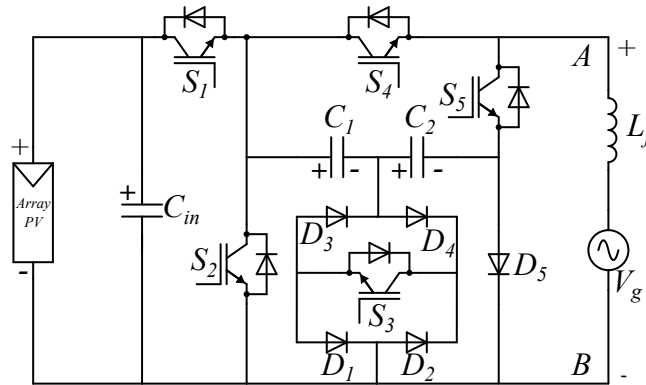 S1 S4 A +
S5
C1 C2 Lf
+ - + -
+
Array
PV
+
Cin
D3 D4
S2
S3
D5
Vg
-
D1 D2
B -